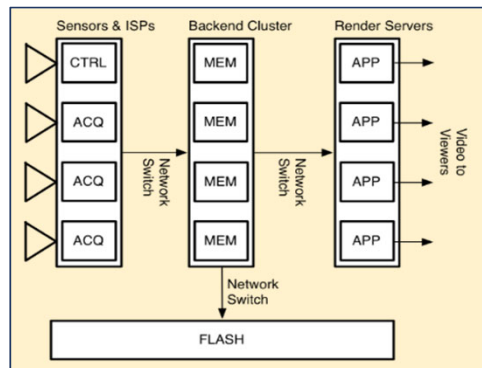 Sensors & ISPs
Backend Cluster
Render Servers
CTRL
MEM
APP
ACQ
MEM
APP
Network
Switch
Network
Switch
Video to
Viewers
ACQ
MEM
APP
ACQ
MEM
APP
Network
Switch
FLASH